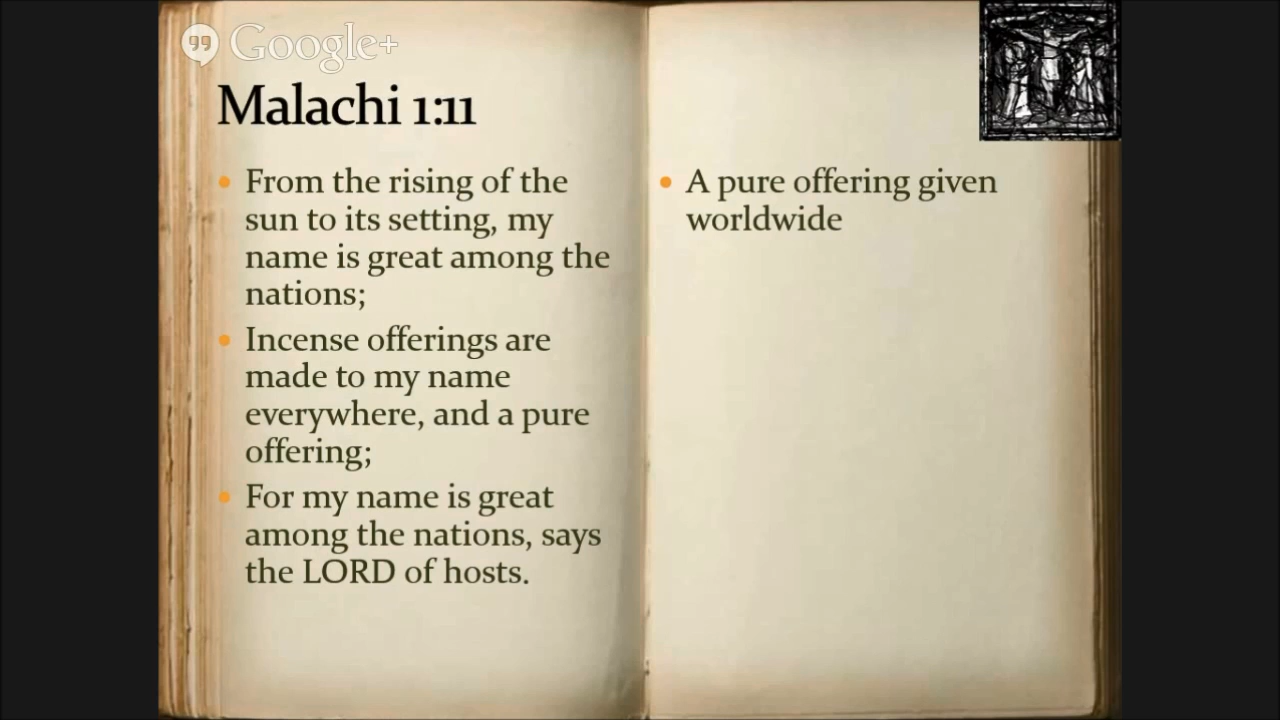 Google+
Malachi 1:11
From the rising of the
sun to its setting, my
name is great among the
nations;
Incense offerings are
made to my name
everywhere, and a pure
offering;
For my name is great
among the nations, says
the LORD of hosts.
A pure offering given
worldwide